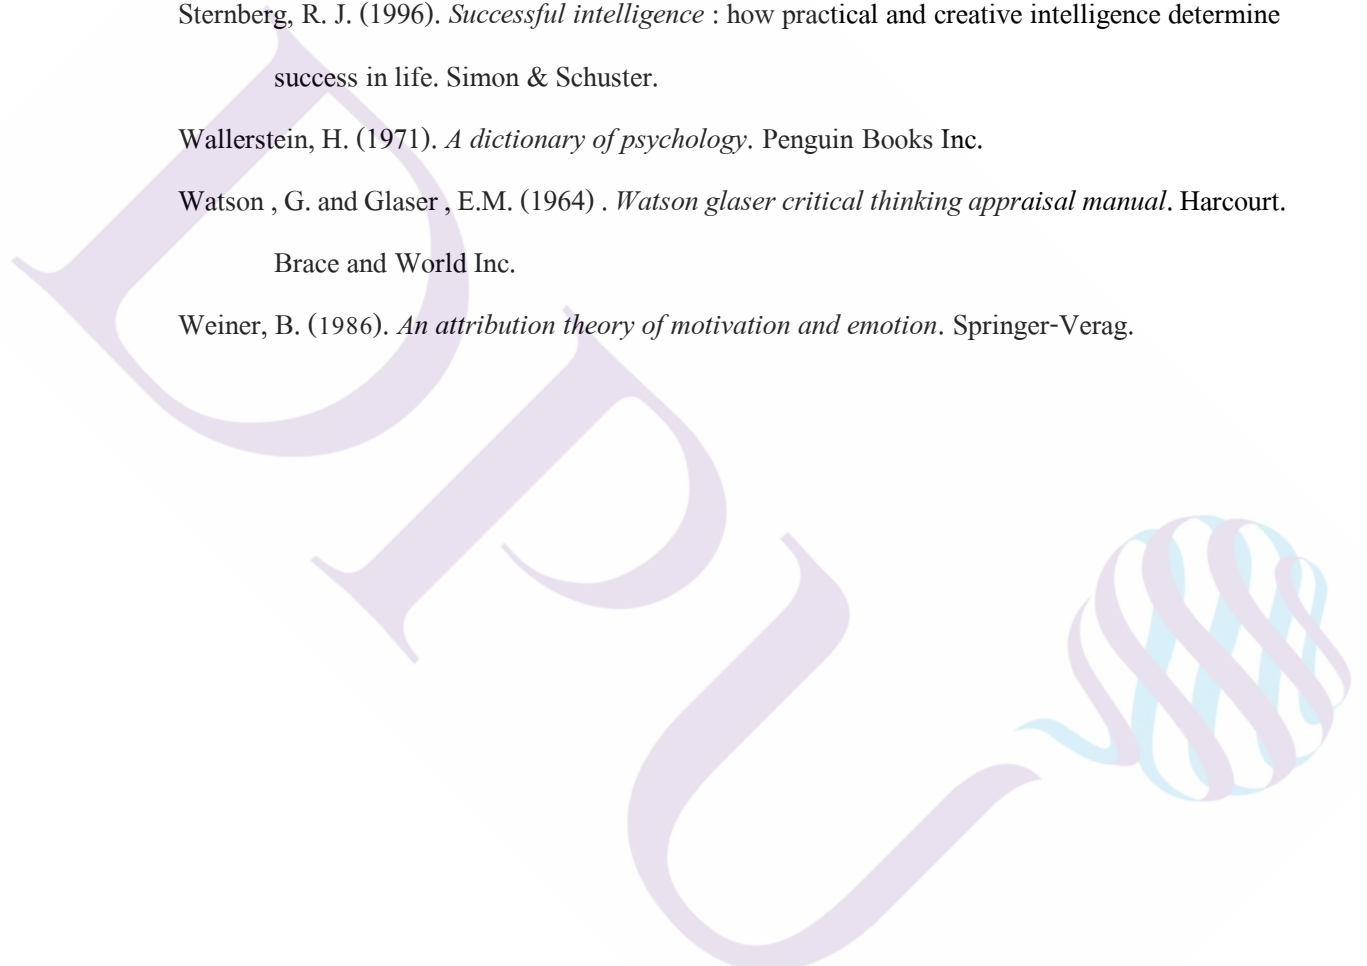 Sternberg, R. J. (1996). Successful intelligence : how practical and creative intelligence determine
success in life. Simon & Schuster.
Wallerstein, H. (1971). A dictionary of psychology. Penguin Books Inc.
Watson , G. and Glaser , E.M. (1964) . Watson glaser critical thinking appraisal manual. Harcourt.
Brace and World Inc.
Weiner, B. (1986). An attribution theory of motivation and emotion. Springer-Verag.
DPU